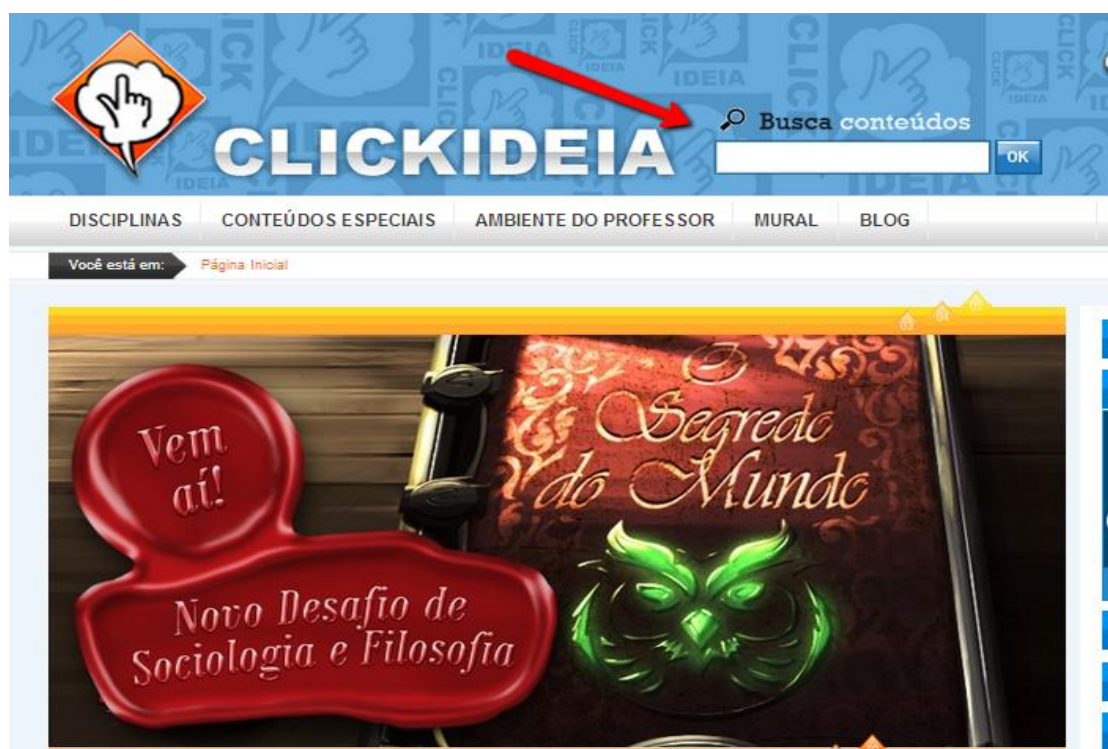 CLICKIDEIA
Busca conteúdos
OK
DISCIPLINAS CONTEÚDOS ESPECIAIS AMBIENTE DO PROFESSOR MURAL BLOG
Você está em: Página Inicial
Vem
aí!
Novo Desafio de
Sociologia e Filosofia
O
Segredo
do Mundo